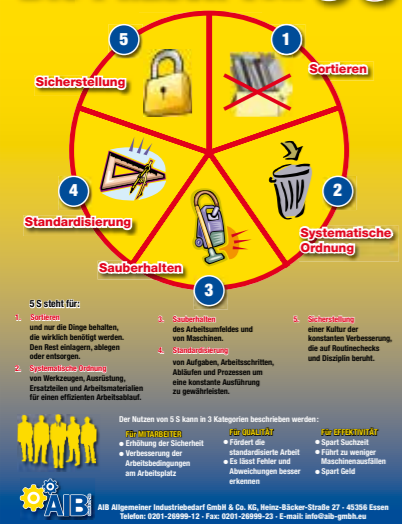 5
1
Sicherstellung
Sortieren
4
2
Standardisierung
Systematische
Ordnung
Sauberhalten
3
5 S steht für:
1. Sortieren
und nur die Dinge behalten,
die wirklich benötigt werden.
Den Rest einlagern, ablegen
oder entsorgen.
2. Systematische Ordnung
von Werkzeugen, Ausrüstung,
Ersatzteilen und Arbeitsmaterialien
für einen effizienten Arbeitsablauf.
3. Sauberhalten
des Arbeitsumfeldes und
von Maschinen.
4. Standardisierung
von Aufgaben, Arbeitsschritten,
Abläufen und Prozessen um
eine konstante Ausführung
zu gewährleisten.
5. Sicherstellung
einer Kultur der
konstanten Verbesserung,
die auf Routinechecks
und Disziplin beruht.
Der Nutzen von 5 S kann in 3 Kategorien beschrieben werden:
Für MITARBEITER
● Erhöhung der Sicherheit
● Verbesserung der
Arbeitsbedingungen
am Arbeitsplatz
Für QUALITÄT
● Fördert die
standardisierte Arbeit
● Es lässt Fehler und
Abweichungen besser
erkennen
Für EFFEKTIVITÄT
● Spart Suchzeit
● Führt zu weniger
Maschinenausfällen
● Spart Geld
AIB
AIB Allgemeiner Industriebedarf GmbH & Co. KG, Heinz-Bäcker-Straße 27 - 45356 Essen
Telefon: 0201-26999-12 · Fax: 0201-26999-23 · E-mail: info@aib-gmbh.eu